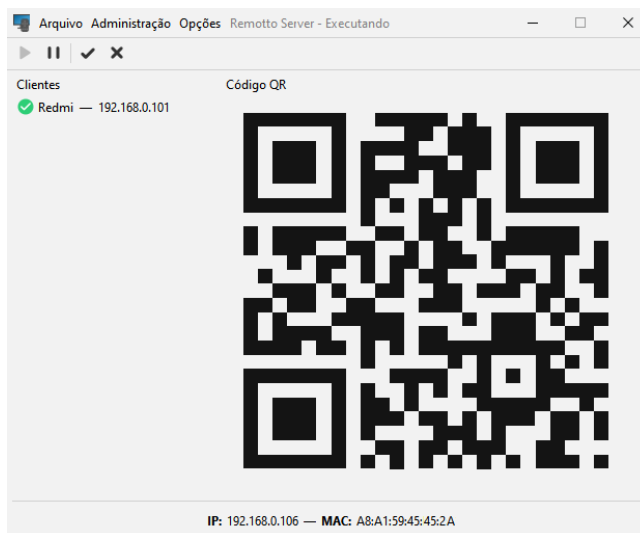 Arquivo Administração Opções Remotto Server - Executando
Clientes
Código QR
Redmi — 192.168.0.101
IP: 192.168.0.106 — MAC: A8:A1:59:45:45:2A